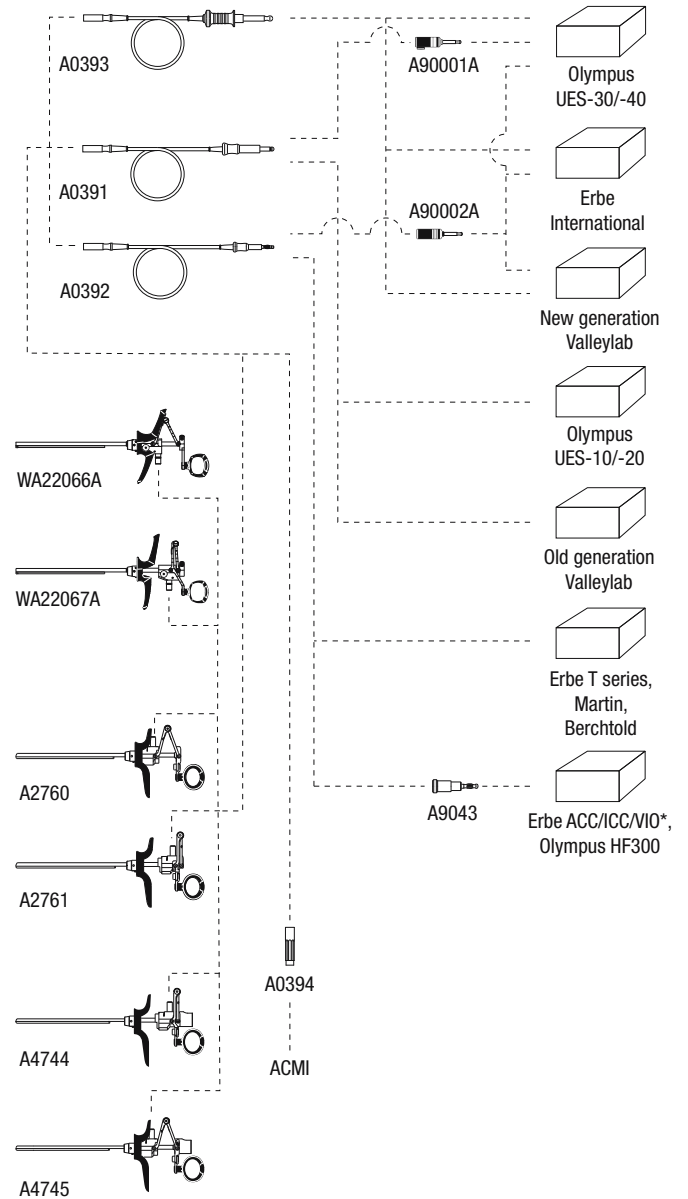 A0393
A90001A
Olympus
UES-30/-40
A0391
A90002A
Erbe
International
A0392
New generation
Valleylab
Olympus
UES-10/-20
WA22066A
Old generation
Valleylab
WA22067A
Erbe T series,
Martin,
Berchtold
A2760
A9043
Erbe ACC/ICC/VIO*,
Olympus HF300
A2761
A0394
A4744
ACMI
A4745